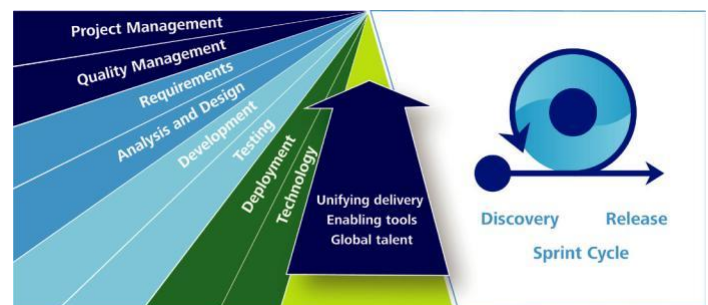 Project Management
Quality Management
Requirements
Analysis and Design
Development
Testing
Deployment
Technology
Unifying delivery
Enabling tools
Global talent
Discovery
Release
Sprint Cycle